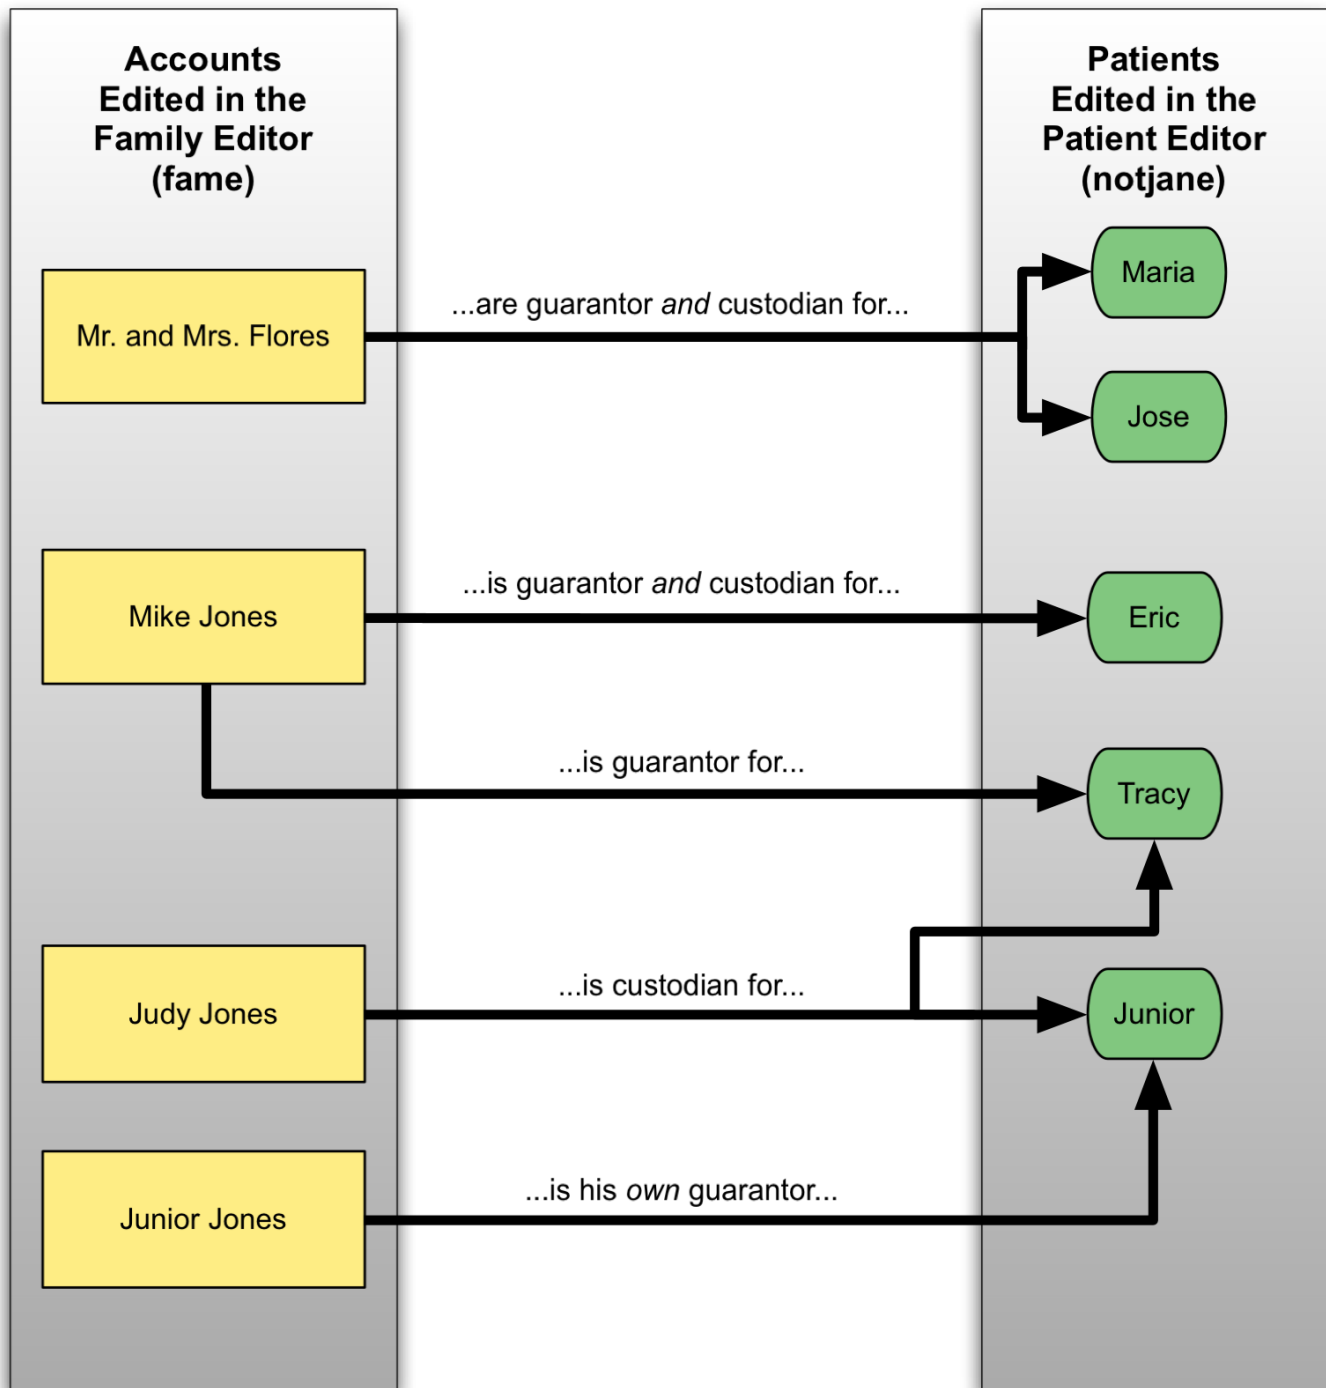 Accounts
Edited in the
Family Editor
(fame)
Patients
Edited in the
Patient Editor
(notjane)
Mr. and Mrs. Flores
...are guarantor and custodian for...
Maria
Jose
Mike Jones
...is guarantor and custodian for...
Eric
...is guarantor for...
Tracy
Judy Jones
...is custodian for...
Junior
Junior Jones
...is his own guarantor...